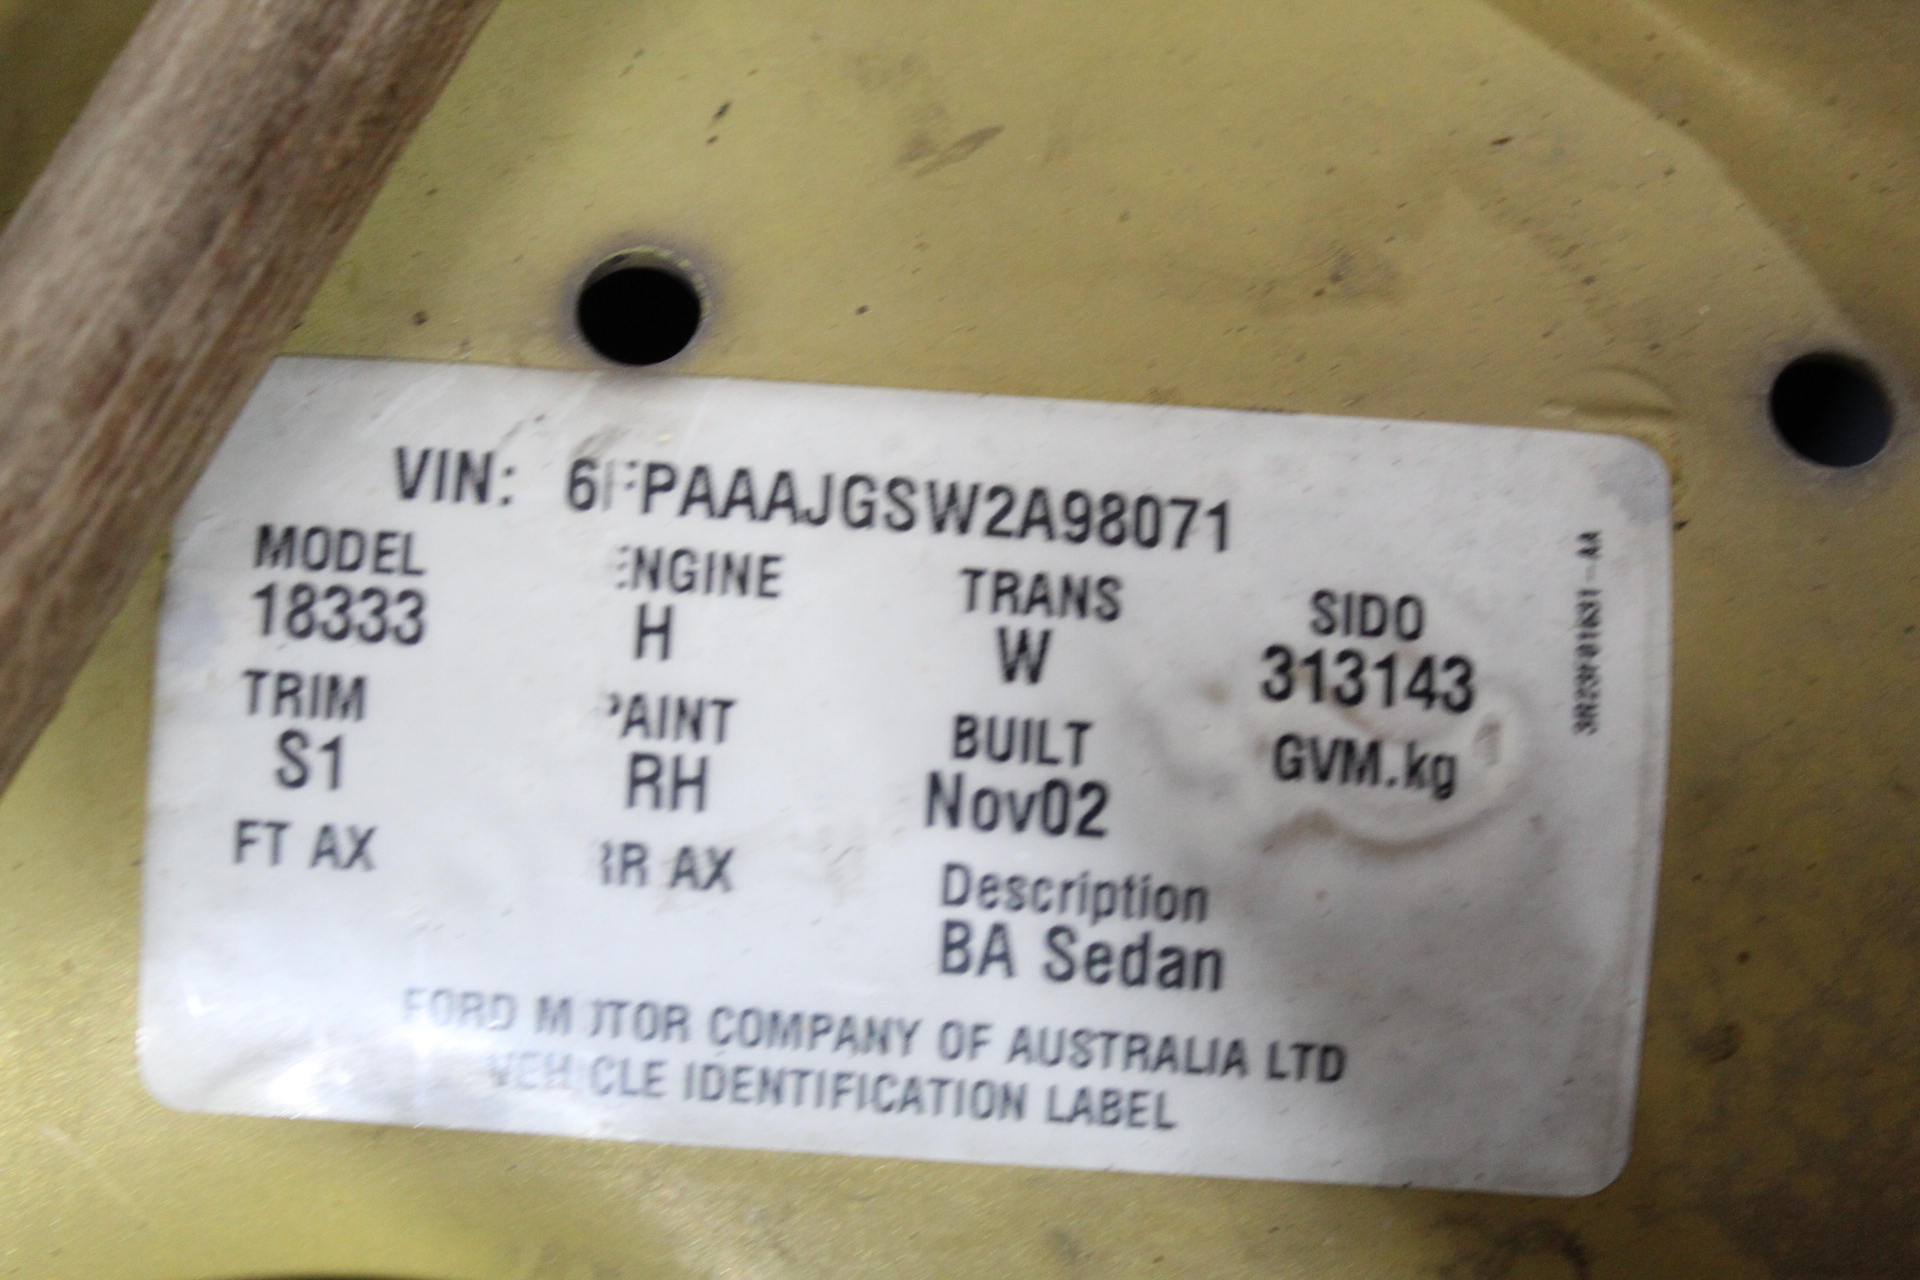 VIN: 6FPAAAJGSW2A98071
MODEL ENGINE TRANS SIDO
18333 H W 313143
TRIM PAINT BUILT GVM.kg
S1 RH Nov02
FT AX RR AX Description
BA Sedan
FORD MOTOR COMPANY OF AUSTRALIA LTD
VEHICLE IDENTIFICATION LABEL